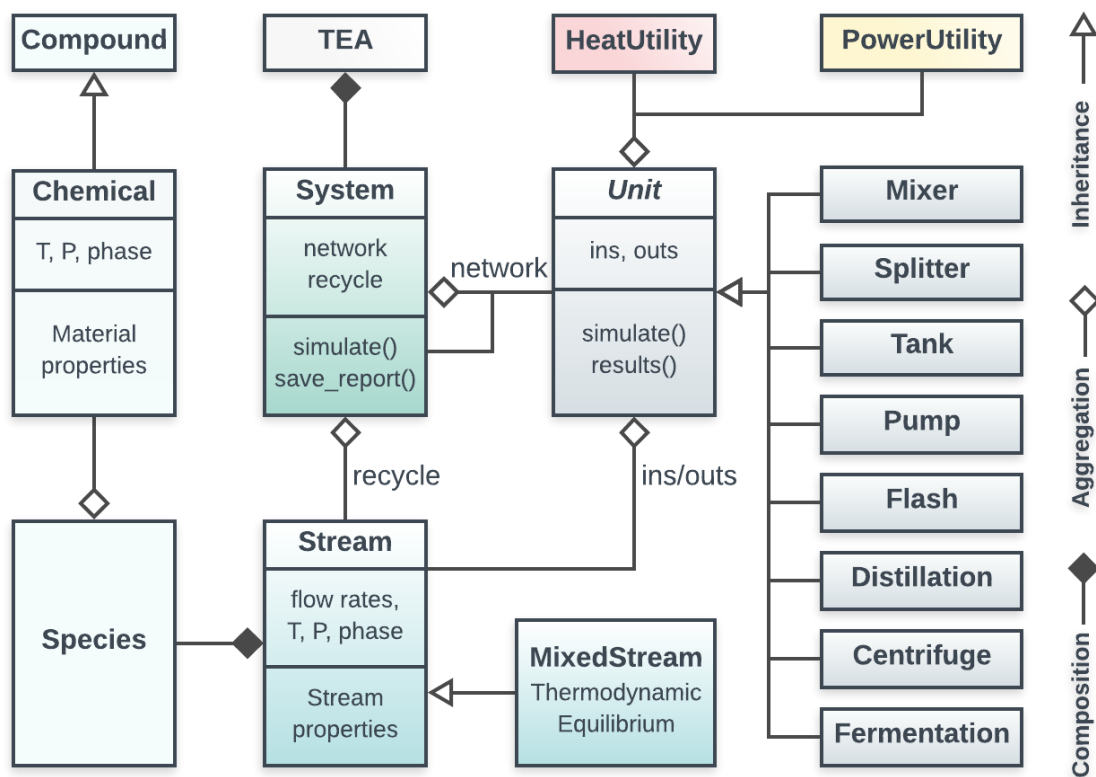 Compound
TEA
HeatUtility
PowerUtility
Chemical
T, P, phase
Material
properties
System
network
recycle
simulate()
save_report()
network
Unit
ins, outs
simulate()
results()
recycle
ins/outs
Species
Stream
flow rates,
T, P, phase
Stream
properties
MixedStream
Thermodynamic
Equilibrium
Mixer
Splitter
Tank
Pump
Flash
Distillation
Centrifuge
Fermentation
Inheritance
Aggregation
Composition